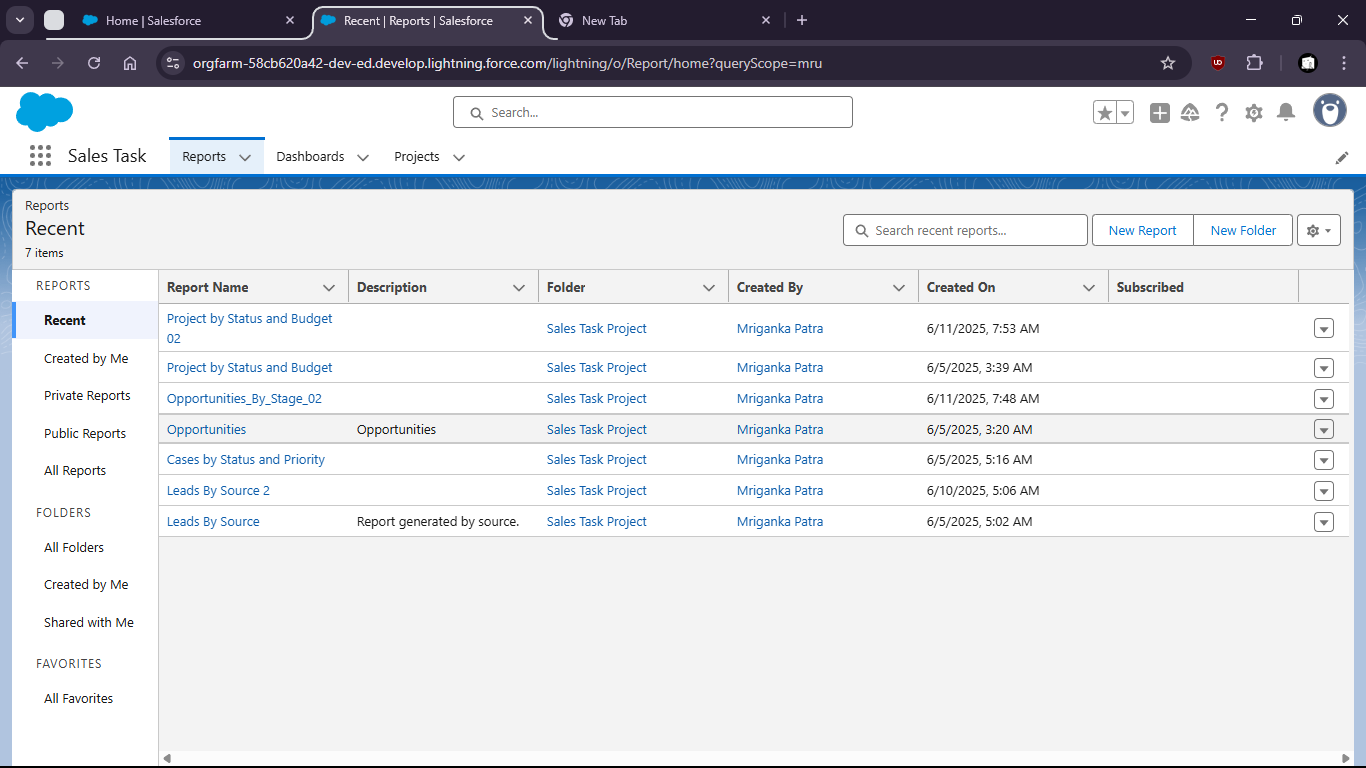 Home | Salesforce
Recent | Reports | Salesforce
New Tab
orgfarm-58cb620a42-dev-ed.develop.lightning.force.com/lightning/o/Report/home?queryScope=mru
Search...
Sales Task
Reports
Dashboards
Projects
Reports
Recent
7 items
Search recent reports...
New Report
New Folder
REPORTS
Recent
Created by Me
Private Reports
Public Reports
All Reports
FOLDERS
All Folders
Created by Me
Shared with Me
FAVORITES
All Favorites
Report Name Description Folder Created By Created On Subscribed
Project by Status and Budget
02 Sales Task Project Mriganka Patra 6/11/2025, 7:53 AM
Project by Status and Budget Sales Task Project Mriganka Patra 6/5/2025, 3:39 AM
Opportunities_By_Stage_02 Sales Task Project Mriganka Patra 6/11/2025, 7:48 AM
Opportunities Opportunities Sales Task Project Mriganka Patra 6/5/2025, 3:20 AM
Cases by Status and Priority Sales Task Project Mriganka Patra 6/5/2025, 5:16 AM
Leads By Source 2 Sales Task Project Mriganka Patra 6/10/2025, 5:06 AM
Leads By Source Report generated by source. Sales Task Project Mriganka Patra 6/5/2025, 5:02 AM